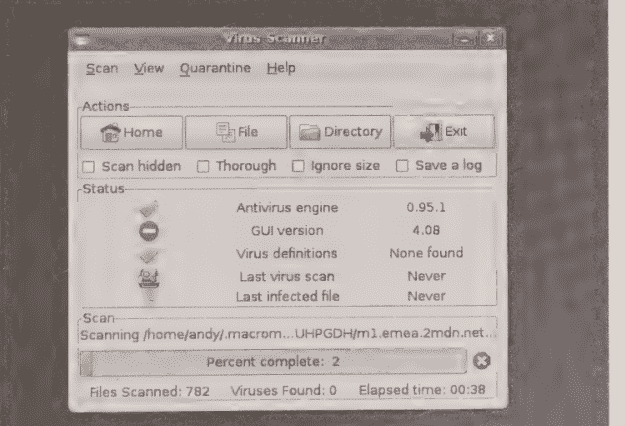 Virus Scanner
Scan View Quarantine Help
Actions
Home File Directory Exit
Scan hidden Thorough Ignore size Save a log
Status
Antivirus engine 0.95.1
GUI version 4.08
Virus definitions None found
Last virus scan Never
Last infected file Never
Scan
Scanning /home/andy/.macrom...UHPGDH/m1.emea.2mdn.net...
Percent complete: 2
Files Scanned: 782 Viruses Found: 0 Elapsed time: 00:38